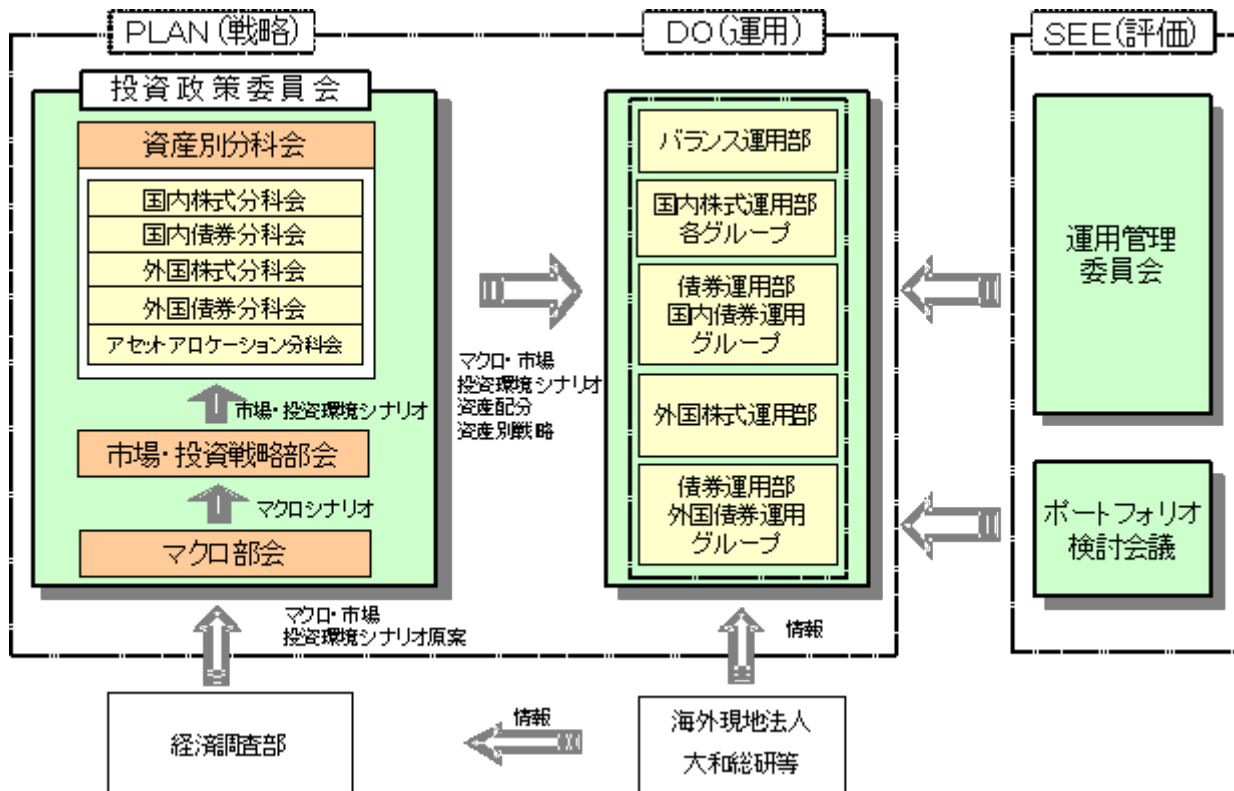 PLAN(戦略)
DO(運用)
SEE(評価)
投資政策委員会
資産別分科会
国内株式分科会
国内債券分科会
外国株式分科会
外国債券分科会
アセットアロケーション分科会
市場・投資環境シナリオ
市場・投資戦略部会
マクロシナリオ
マクロ部会
マクロ・市場
投資環境シナリオ
資産配分
資産別戦略
バランス運用部
国内株式運用部
各グループ
債券運用部
国内債券運用
グループ
外国株式運用部
債券運用部
外国債券運用
グループ
運用管理
委員会
ポートフォリオ
検討会議
マクロ・市場
投資環境シナリオ原案
情報
経済調査部
情報
海外現地法人
大和総研等